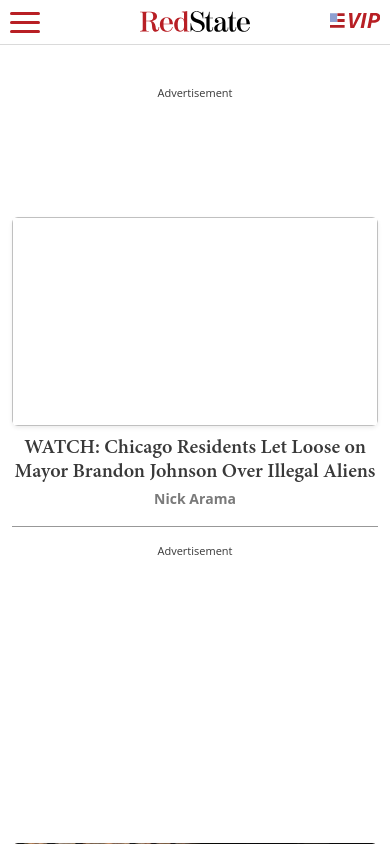 RedState
VIP
Advertisement
WATCH: Chicago Residents Let Loose on
Mayor Brandon Johnson Over Illegal Aliens
Nick Arama
Advertisement